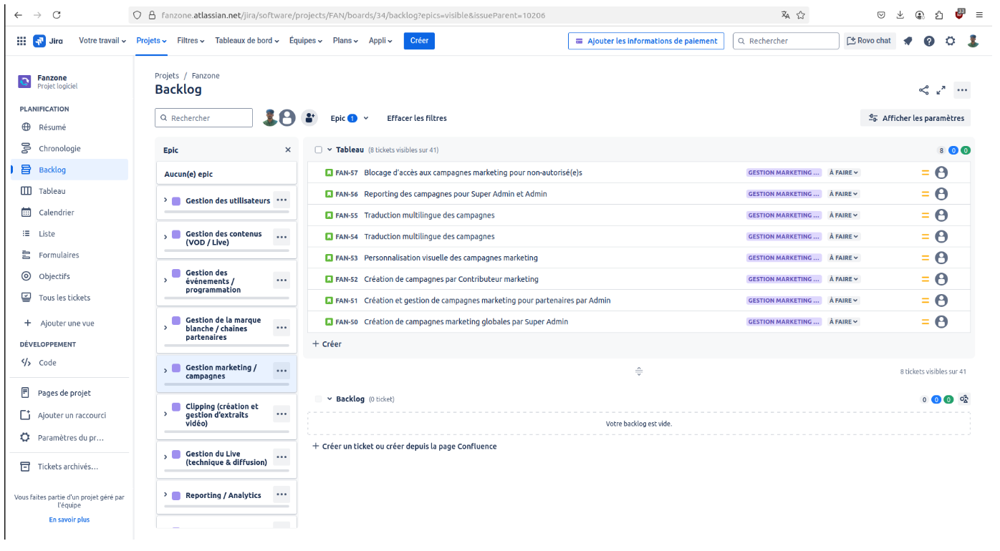 fanzone.atlassian.net/jira/software/projects/FAN/boards/34/backlog?epics=visible&issueParent=10206
Jira Votre travail Projets Filtres Tableaux de bord Équipes Plans Appli Créer Ajouter les informations de paiement Rechercher Rovo chat
Fanzone
Projet logiciel
PLANIFICATION
Résumé
Chronologie
Backlog
Tableau
Calendrier
Liste
Formulaires
Objectifs
Tous les tickets
Ajouter une vue
DÉVELOPPEMENT
Code
Pages de projet
Ajouter un raccourci
Paramètres du pr...
Tickets archivés...
Vous faites partie d'un projet géré par
l'équipe
En savoir plus
Projets / Fanzone
Backlog
Rechercher Epic 1 Effacer les filtres Afficher les paramètres
Epic
Aucun(e) epic
Gestion des utilisateurs
Gestion des contenus
(VOD / Live)
Gestion des
événements /
programmation
Gestion de la marque
blanche / chaînes
partenaires
Gestion marketing /
campagnes
Clipping (création et
gestion d'extraits
vidéo)
Gestion du Live
(technique & diffusion)
Reporting / Analytics
Tableau (8 tickets visibles sur 41) 8 0 0
FAN-57 Blocage d'accès aux campagnes marketing pour non-autorisé(e)s GESTION MARKETING ... À FAIRE
FAN-56 Reporting des campagnes pour Super Admin et Admin GESTION MARKETING ... À FAIRE
FAN-55 Traduction multilingue des campagnes GESTION MARKETING ... À FAIRE
FAN-54 Traduction multilingue des campagnes GESTION MARKETING ... À FAIRE
FAN-53 Personnalisation visuelle des campagnes marketing GESTION MARKETING ... À FAIRE
FAN-52 Création de campagnes par Contributeur marketing GESTION MARKETING ... À FAIRE
FAN-51 Création et gestion de campagnes marketing pour partenaires par Admin GESTION MARKETING ... À FAIRE
FAN-50 Création de campagnes marketing globales par Super Admin GESTION MARKETING ... À FAIRE
+ Créer
8 tickets visibles sur 41
Backlog (0 ticket) 0 0 0
Votre backlog est vide.
+ Créer un ticket ou créer depuis la page Confluence